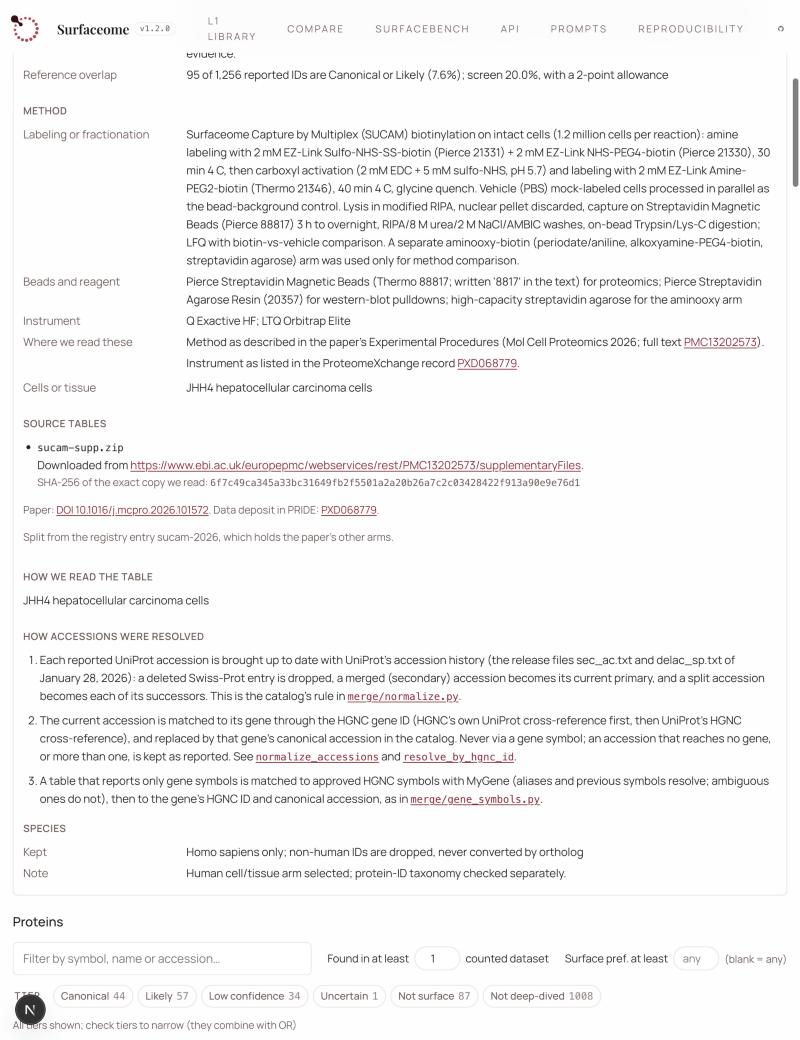 Surfaceome v1.2.0 L1 LIBRARY COMPARE SURFACEBENCH API PROMPTS REPRODUCIBILITY
evidence.
Reference overlap 95 of 1,256 reported IDs are Canonical or Likely (7.6%); screen 20.0%, with a 2-point allowance
METHOD
Labeling or fractionation Surfaceome Capture by Multiplex (SUCAM) biotinylation on intact cells (1.2 million cells per reaction): amine
labeling with 2 mM EZ-Link Sulfo-NHS-SS-biotin (Pierce 21331) + 2 mM EZ-Link NHS-PEG4-biotin (Pierce 21330), 30
min 4 C, then carboxyl activation (2 mM EDC + 5 mM sulfo-NHS, pH 5.7) and labeling with 2 mM EZ-Link Amine-
PEG2-biotin (Thermo 21346), 40 min 4 C, glycine quench. Vehicle (PBS) mock-labeled cells processed in parallel as
the bead-background control. Lysis in modified RIPA, nuclear pellet discarded, capture on Streptavidin Magnetic
Beads (Pierce 88817) 3 h to overnight, RIPA/8 M urea/2 M NaCl/AMBIC washes, on-bead Trypsin/Lys-C digestion;
LFQ with biotin-vs-vehicle comparison. A separate aminooxy-biotin (periodate/aniline, alkoxyamine-PEG4-biotin,
streptavidin agarose) arm was used only for method comparison.
Beads and reagent Pierce Streptavidin Magnetic Beads (Thermo 88817; written '8817' in the text) for proteomics; Pierce Streptavidin
Agarose Resin (20357) for western-blot pulldowns; high-capacity streptavidin agarose for the aminooxy arm
Instrument Q Exactive HF; LTQ Orbitrap Elite
Where we read these Method as described in the paper's Experimental Procedures (Mol Cell Proteomics 2026; full text PMC13202573).
Instrument as listed in the ProteomeXchange record PXD068779.
Cells or tissue JHH4 hepatocellular carcinoma cells
SOURCE TABLES
• sucam-supp.zip
Downloaded from https://www.ebi.ac.uk/europepmc/webservices/rest/PMC13202573/supplementaryFiles.
SHA-256 of the exact copy we read: 6f7c49ca345a33bc31649fb2f5501a2a20b26a7c2c03428422f913a90e9e76d1
Paper: DOI 10.1016/j.mcpro.2026.101572. Data deposit in PRIDE: PXD068779.
Split from the registry entry sucam-2026, which holds the paper's other arms.
HOW WE READ THE TABLE
JHH4 hepatocellular carcinoma cells
HOW ACCESSIONS WERE RESOLVED
1. Each reported UniProt accession is brought up to date with UniProt's accession history (the release files sec_ac.txt and delac_sp.txt of
January 28, 2026): a deleted Swiss-Prot entry is dropped, a merged (secondary) accession becomes its current primary, and a split accession
becomes each of its successors. This is the catalog's rule in merge/normalize.py.
2. The current accession is matched to its gene through the HGNC gene ID (HGNC's own UniProt cross-reference first, then UniProt's HGNC
cross-reference), and replaced by that gene's canonical accession in the catalog. Never via a gene symbol; an accession that reaches no gene,
or more than one, is kept as reported. See normalize_accessions and resolve_by_hgnc_id.
3. A table that reports only gene symbols is matched to approved HGNC symbols with MyGene (aliases and previous symbols resolve; ambiguous
ones do not), then to the gene's HGNC ID and canonical accession, as in merge/gene_symbols.py.
SPECIES
Kept Homo sapiens only; non-human IDs are dropped, never converted by ortholog
Note Human cell/tissue arm selected; protein-ID taxonomy checked separately.
Proteins
Filter by symbol, name or accession... Found in at least 1 counted dataset Surface pref. at least any (blank = any)
TIER Canonical 44 Likely 57 Low confidence 34 Uncertain 1 Not surface 87 Not deep-dived 1008
N
All tiers shown; check tiers to narrow (they combine with OR)